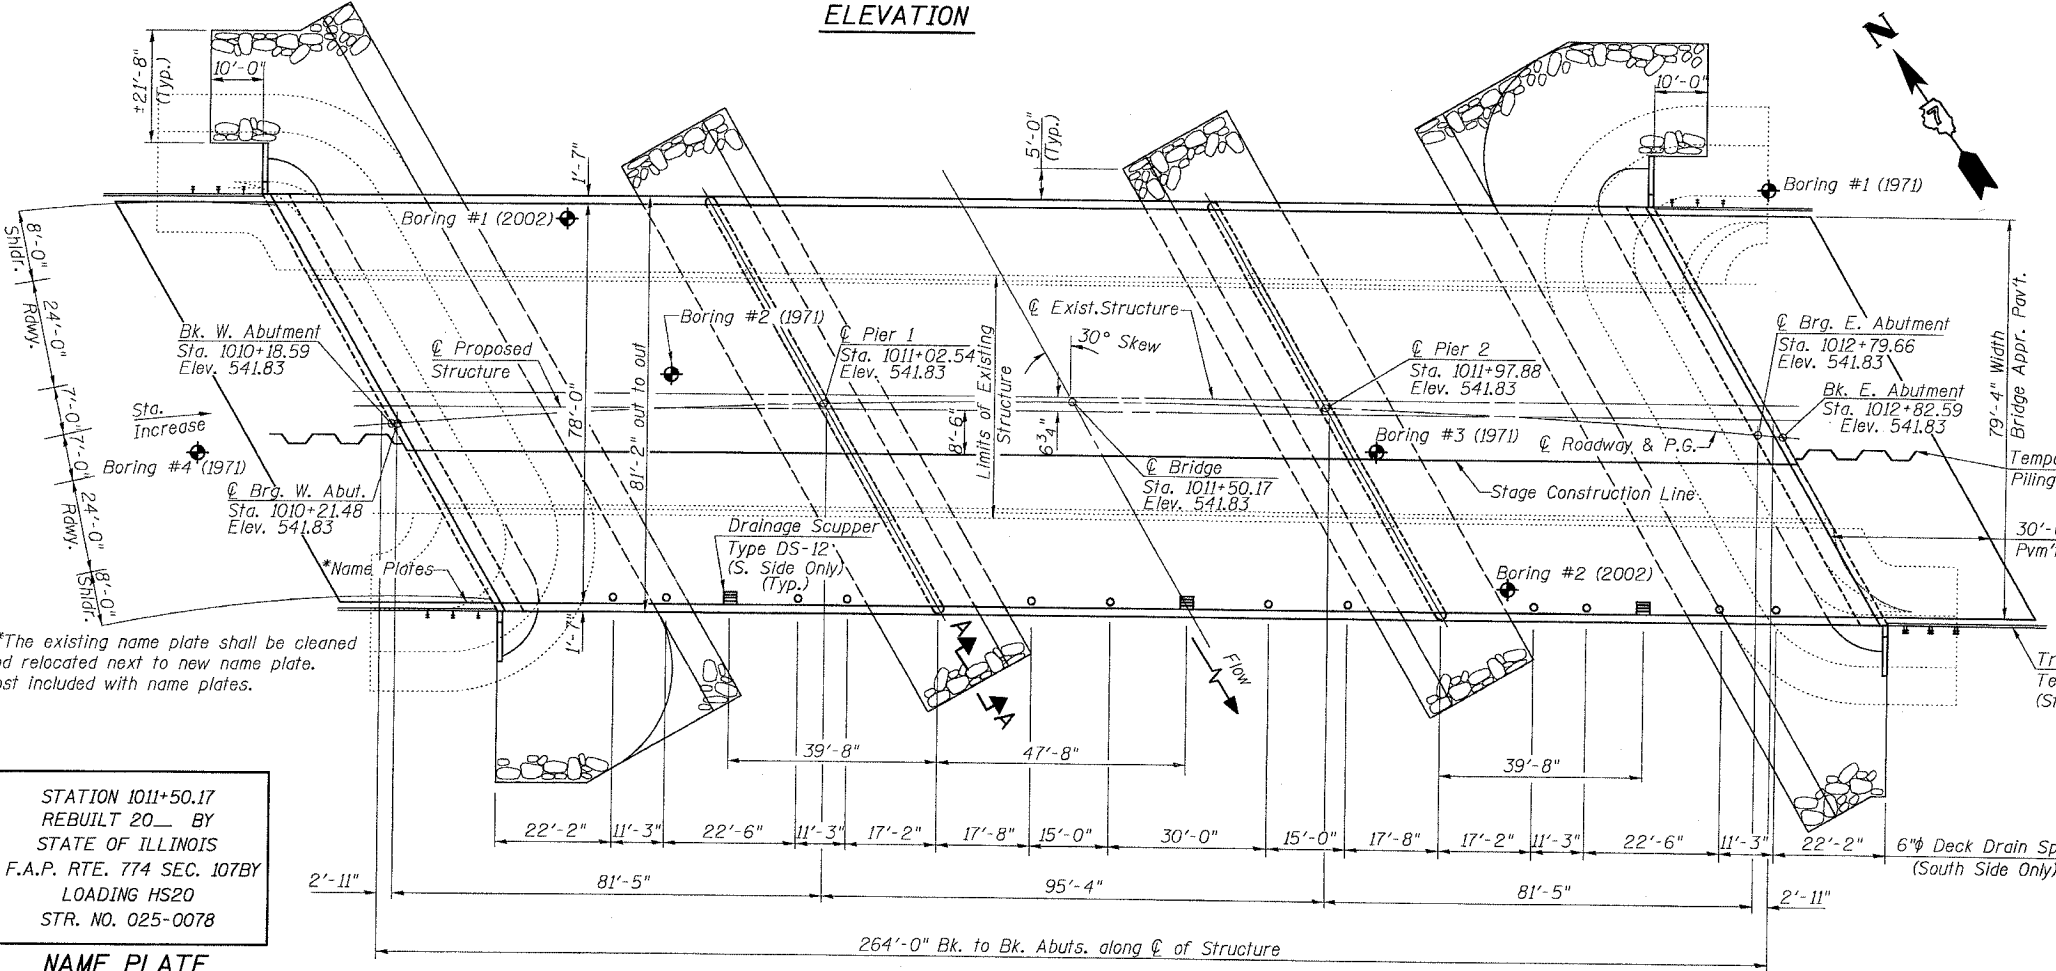 ELEVATION
±21'-8"
(Typ.)
10'-0"
10'-0"
N
7
1'-7"
5'-0"
(Typ.)
Boring #1 (2002)
Boring #1 (1971)
8'-0"
Shldr.
24'-0"
Rdwy.
7'-0"
7'-0"
24'-0"
Rdwy.
8'-0"
Shldr.
Bk. W. Abutment
Sta. 1010+18.59
Elev. 541.83
℄ Proposed
Structure
Boring #2 (1971)
℄ Pier 1
Sta. 1011+02.54
Elev. 541.83
78'-0"
81'-2" out to out
Limits of Existing
Structure
℄ Exist.Structure
30° Skew
℄ Pier 2
Sta. 1011+97.88
Elev. 541.83
℄ Brg. E. Abutment
Sta. 1012+79.66
Elev. 541.83
Bk. E. Abutment
Sta. 1012+82.59
Elev. 541.83
79'-4" Width
Bridge Appr. Pav't.
Sta.
Increase
Boring #4 (1971)
8'-6"
6¾"
Boring #3 (1971)
℄ Roadway & P.G.
Tempo
Piling
℄ Brg. W. Abut.
Sta. 1010+21.48
Elev. 541.83
℄ Bridge
Sta. 1011+50.17
Elev. 541.83
Stage Construction Line
Drainage Scupper
Type DS-12
(S. Side Only)
(Typ.)
*Name Plates
Boring #2 (2002)
30'-
Pvm'
*The existing name plate shall be cleaned
nd relocated next to new name plate.
ost included with name plates.
1'-7"
A
A
Flow
Tr
Te
(St
39'-8"
47'-8"
39'-8"
STATION 1011+50.17
REBUILT 20__ BY
STATE OF ILLINOIS
F.A.P. RTE. 774 SEC. 107BY
LOADING HS20
STR. NO. 025-0078
NAME PLATE
22'-2"
11'-3"
22'-6"
11'-3"
17'-2"
17'-8"
15'-0"
30'-0"
15'-0"
17'-8"
17'-2"
11'-3"
22'-6"
11'-3"
22'-2"
6"ϕ Deck Drain Sp
(South Side Only)
2'-11"
81'-5"
95'-4"
81'-5"
2'-11"
264'-0" Bk. to Bk. Abuts. along ℄ of Structure